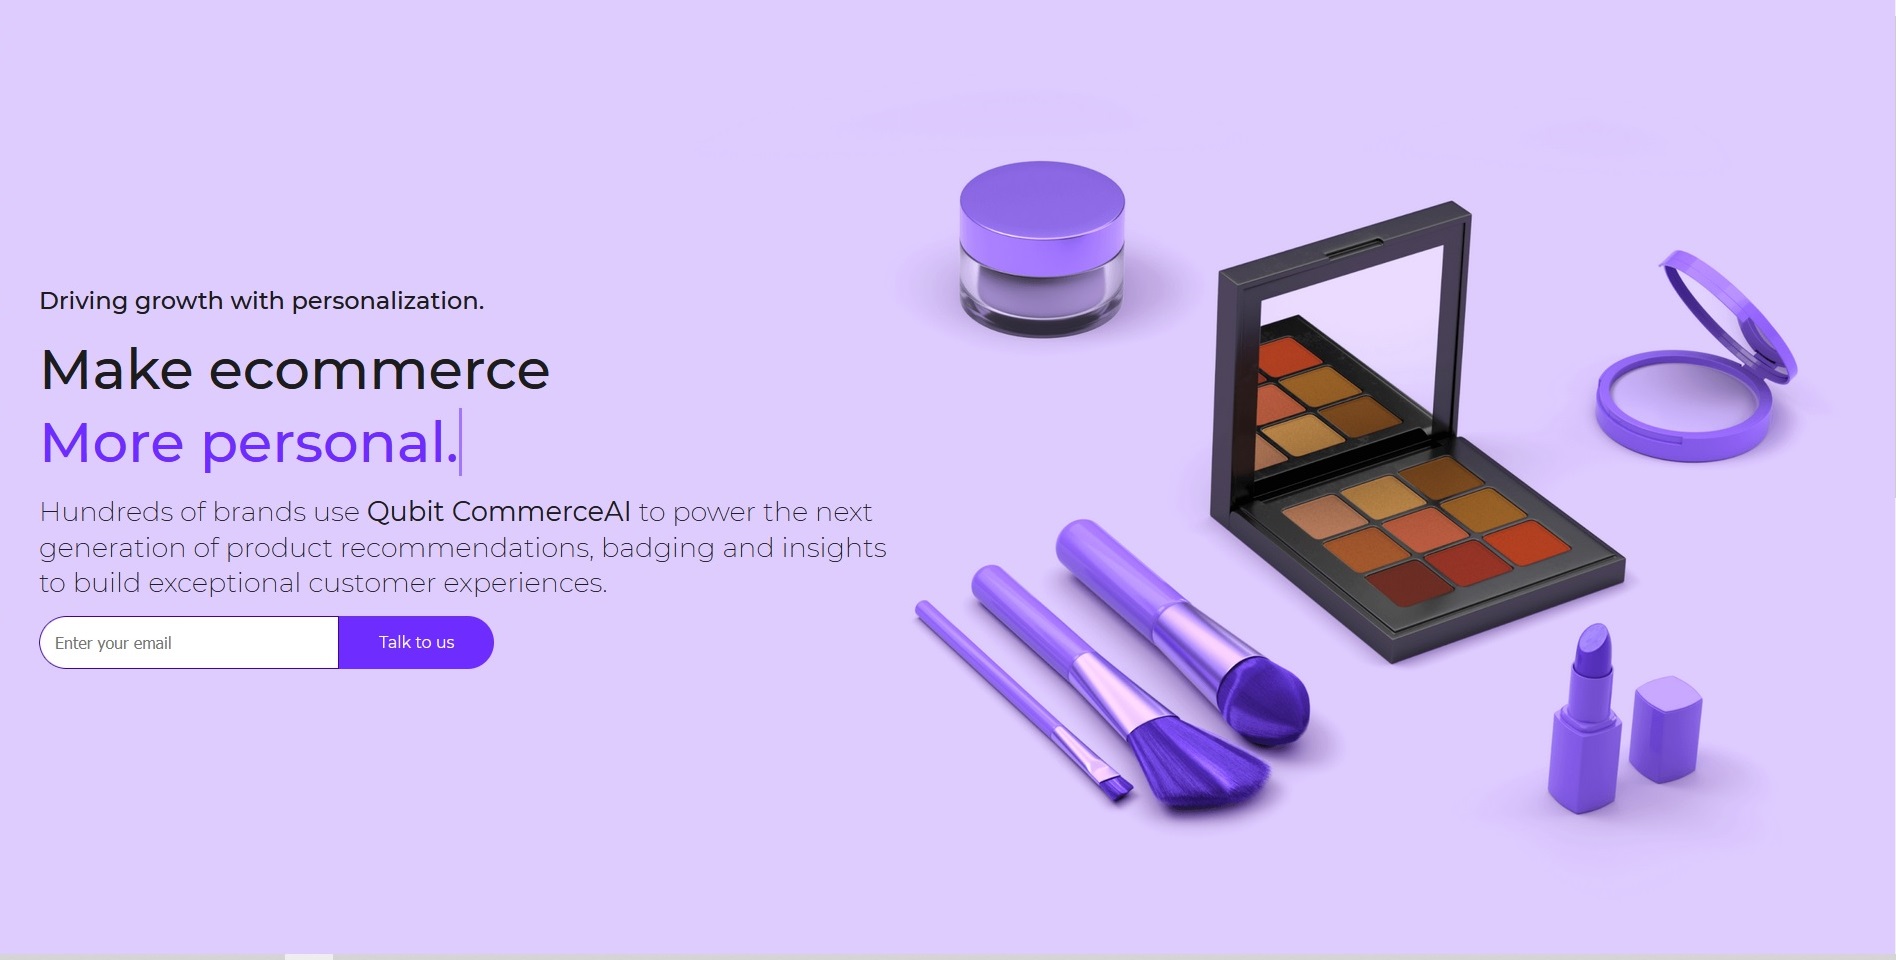 Driving growth with personalization.
Make ecommerce
More personal.
Hundreds of brands use Qubit CommerceAI to power the next
generation of product recommendations, badging and insights
to build exceptional customer experiences.
Enter your email
Talk to us